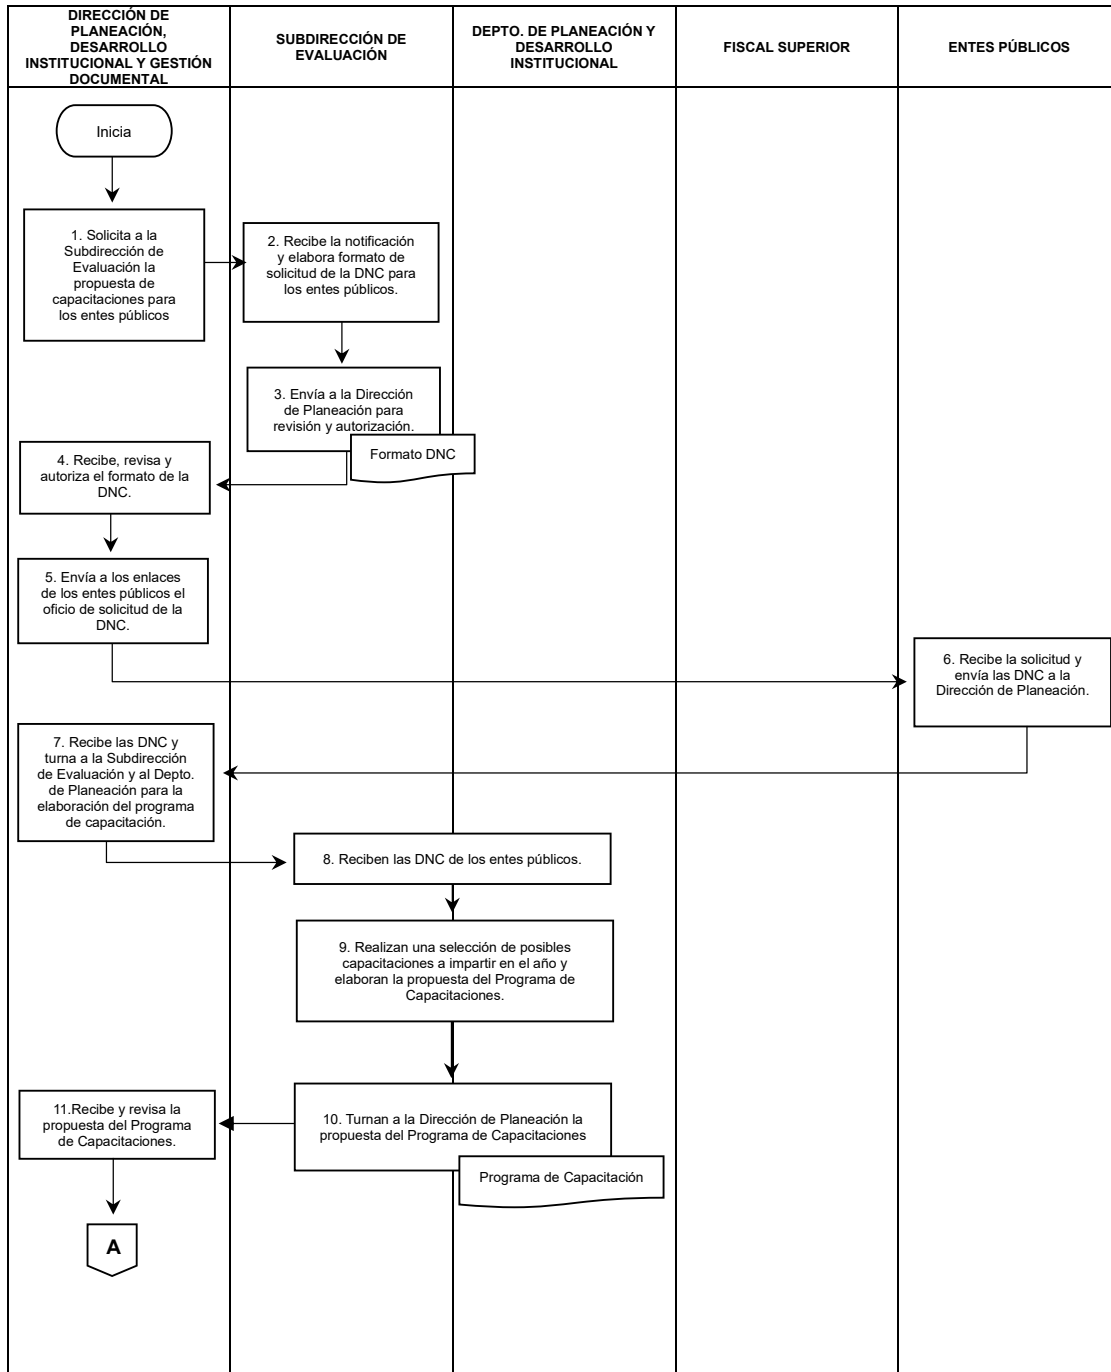 DIRECCIÓN DE
PLANEACIÓN,
DESARROLLO
INSTITUCIONAL Y GESTIÓN
DOCUMENTAL
SUBDIRECCIÓN DE
EVALUACIÓN
DEPTO. DE PLANEACIÓN Y
DESARROLLO
INSTITUCIONAL
FISCAL SUPERIOR
ENTES PÚBLICOS
Inicia
1. Solicita a la
Subdirección de
Evaluación la
propuesta de
capacitaciones para
los entes públicos
2. Recibe la notificación
y elabora formato de
solicitud de la DNC para
los entes públicos.
3. Envía a la Dirección
de Planeación para
revisión y autorización.
Formato DNC
4. Recibe, revisa y
autoriza el formato de la
DNC.
5. Envía a los enlaces
de los entes públicos el
oficio de solicitud de la
DNC.
6. Recibe la solicitud y
envía las DNC a la
Dirección de Planeación.
7. Recibe las DNC y
turna a la Subdirección
de Evaluación y al Depto.
de Planeación para la
elaboración del programa
de capacitación.
8. Reciben las DNC de los entes públicos.
9. Realizan una selección de posibles
capacitaciones a impartir en el año y
elaboran la propuesta del Programa de
Capacitaciones.
10. Turnan a la Dirección de Planeación la
propuesta del Programa de Capacitaciones
Programa de Capacitación
11.Recibe y revisa la
propuesta del Programa
de Capacitaciones.
A